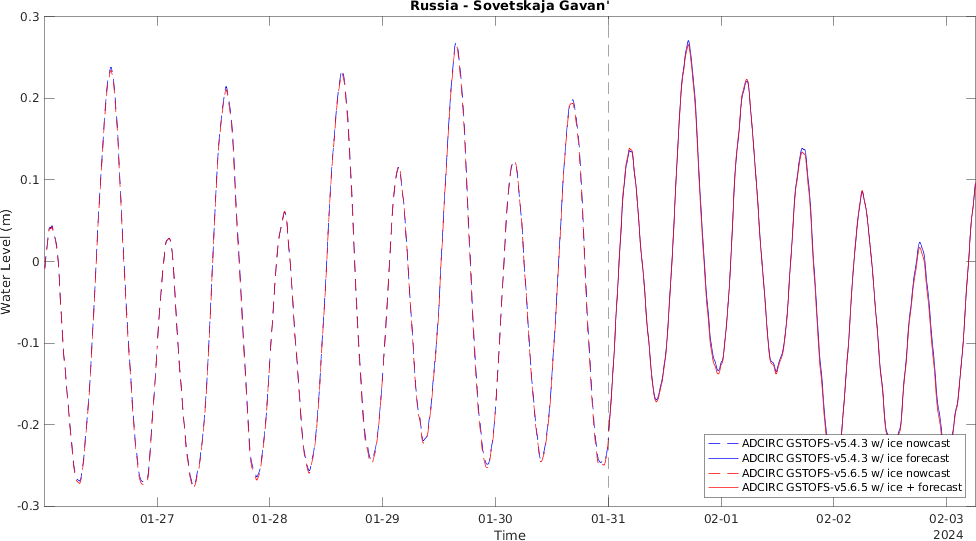 Russia - Sovetskaja Gavan'
0.3
0.2
0.1
0
-0.1
-0.2
-0.3
Water Level (m)
01-27
01-28
01-29
01-30
01-31
02-01
02-02
02-03
Time
2024
ADCIRC GSTOFS-v5.4.3 w/ ice nowcast
ADCIRC GSTOFS-v5.4.3 w/ ice forecast
ADCIRC GSTOFS-v5.6.5 w/ ice nowcast
ADCIRC GSTOFS-v5.6.5 w/ ice + forecast